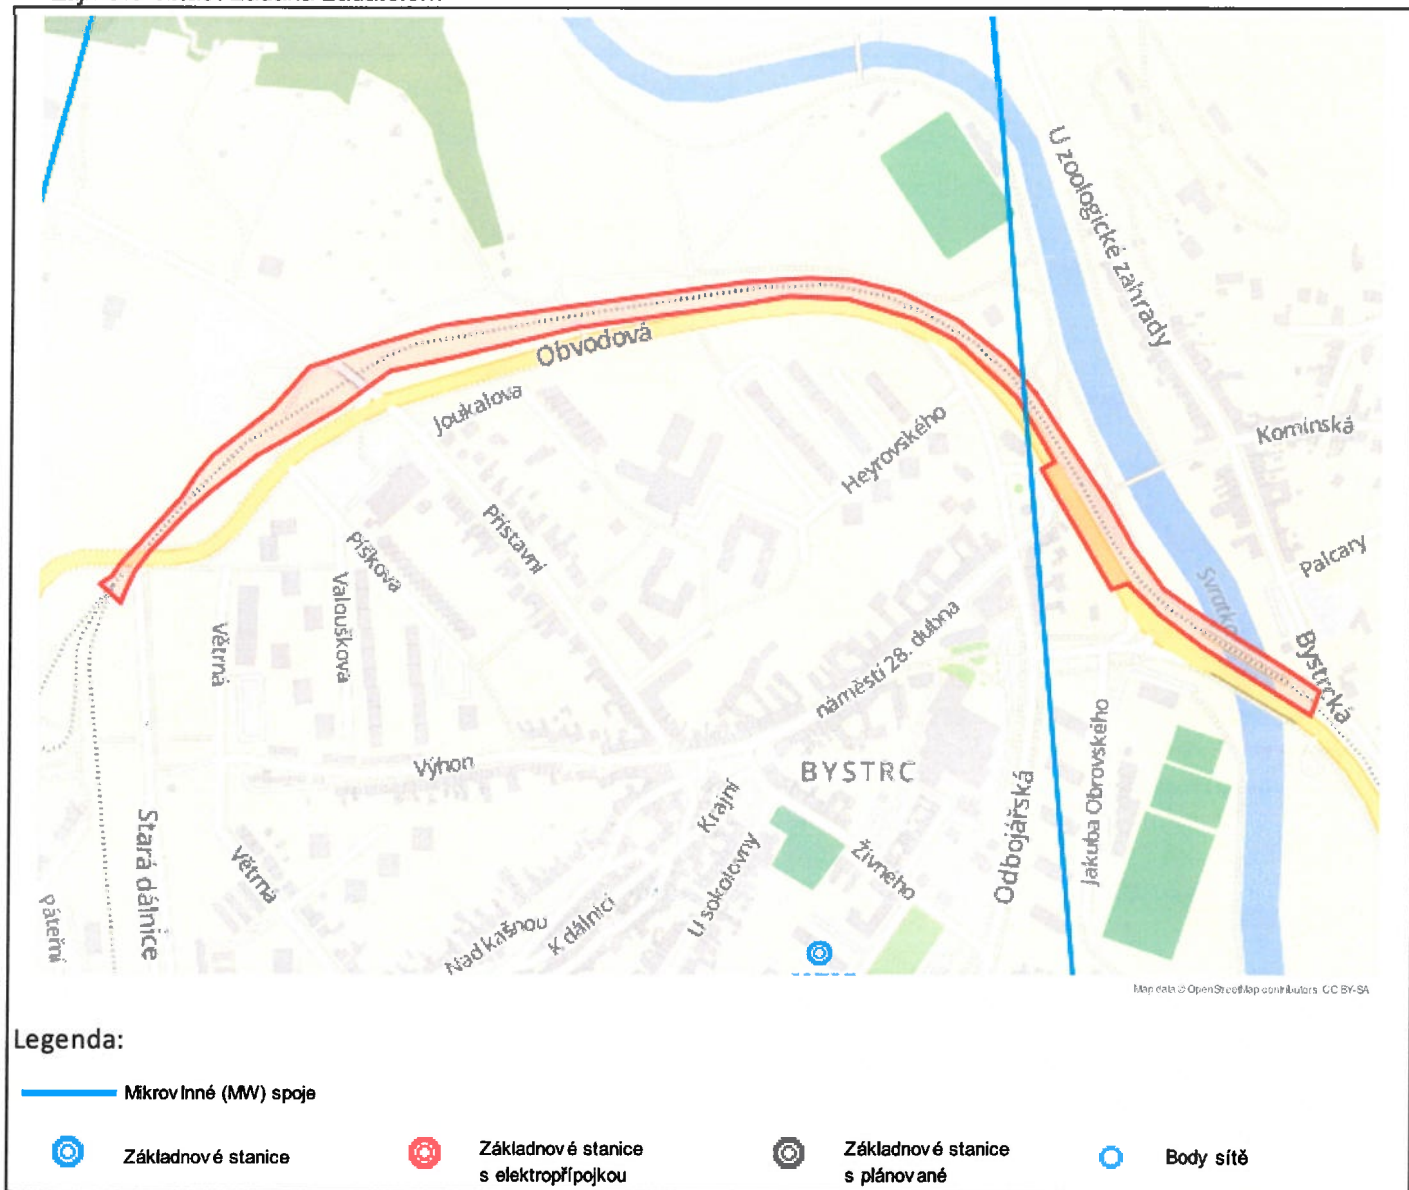 U zoologické zahrady
Obvodová
Joukalova
Heyrovského
Komínská
Přístavní
Píškova
Palcary
Svratka
Valouškova
Větrná
náměstí 28. dubna
Bystrcká
Výhon
BYSTRC
Jakuba Obrovského
Odbojářská
Krajní
Stará dálnice
Větrná
U sokolovny
Živného
páteřní
Nad kašnou
K dálnici
Map data © OpenStreetMap contributors, CC BY-SA
Legenda:
Mikrovlnné (MW) spoje
Základnové stanice
Základnové stanice
s elektropřípojkou
Základnové stanice
s plánované
Body sítě